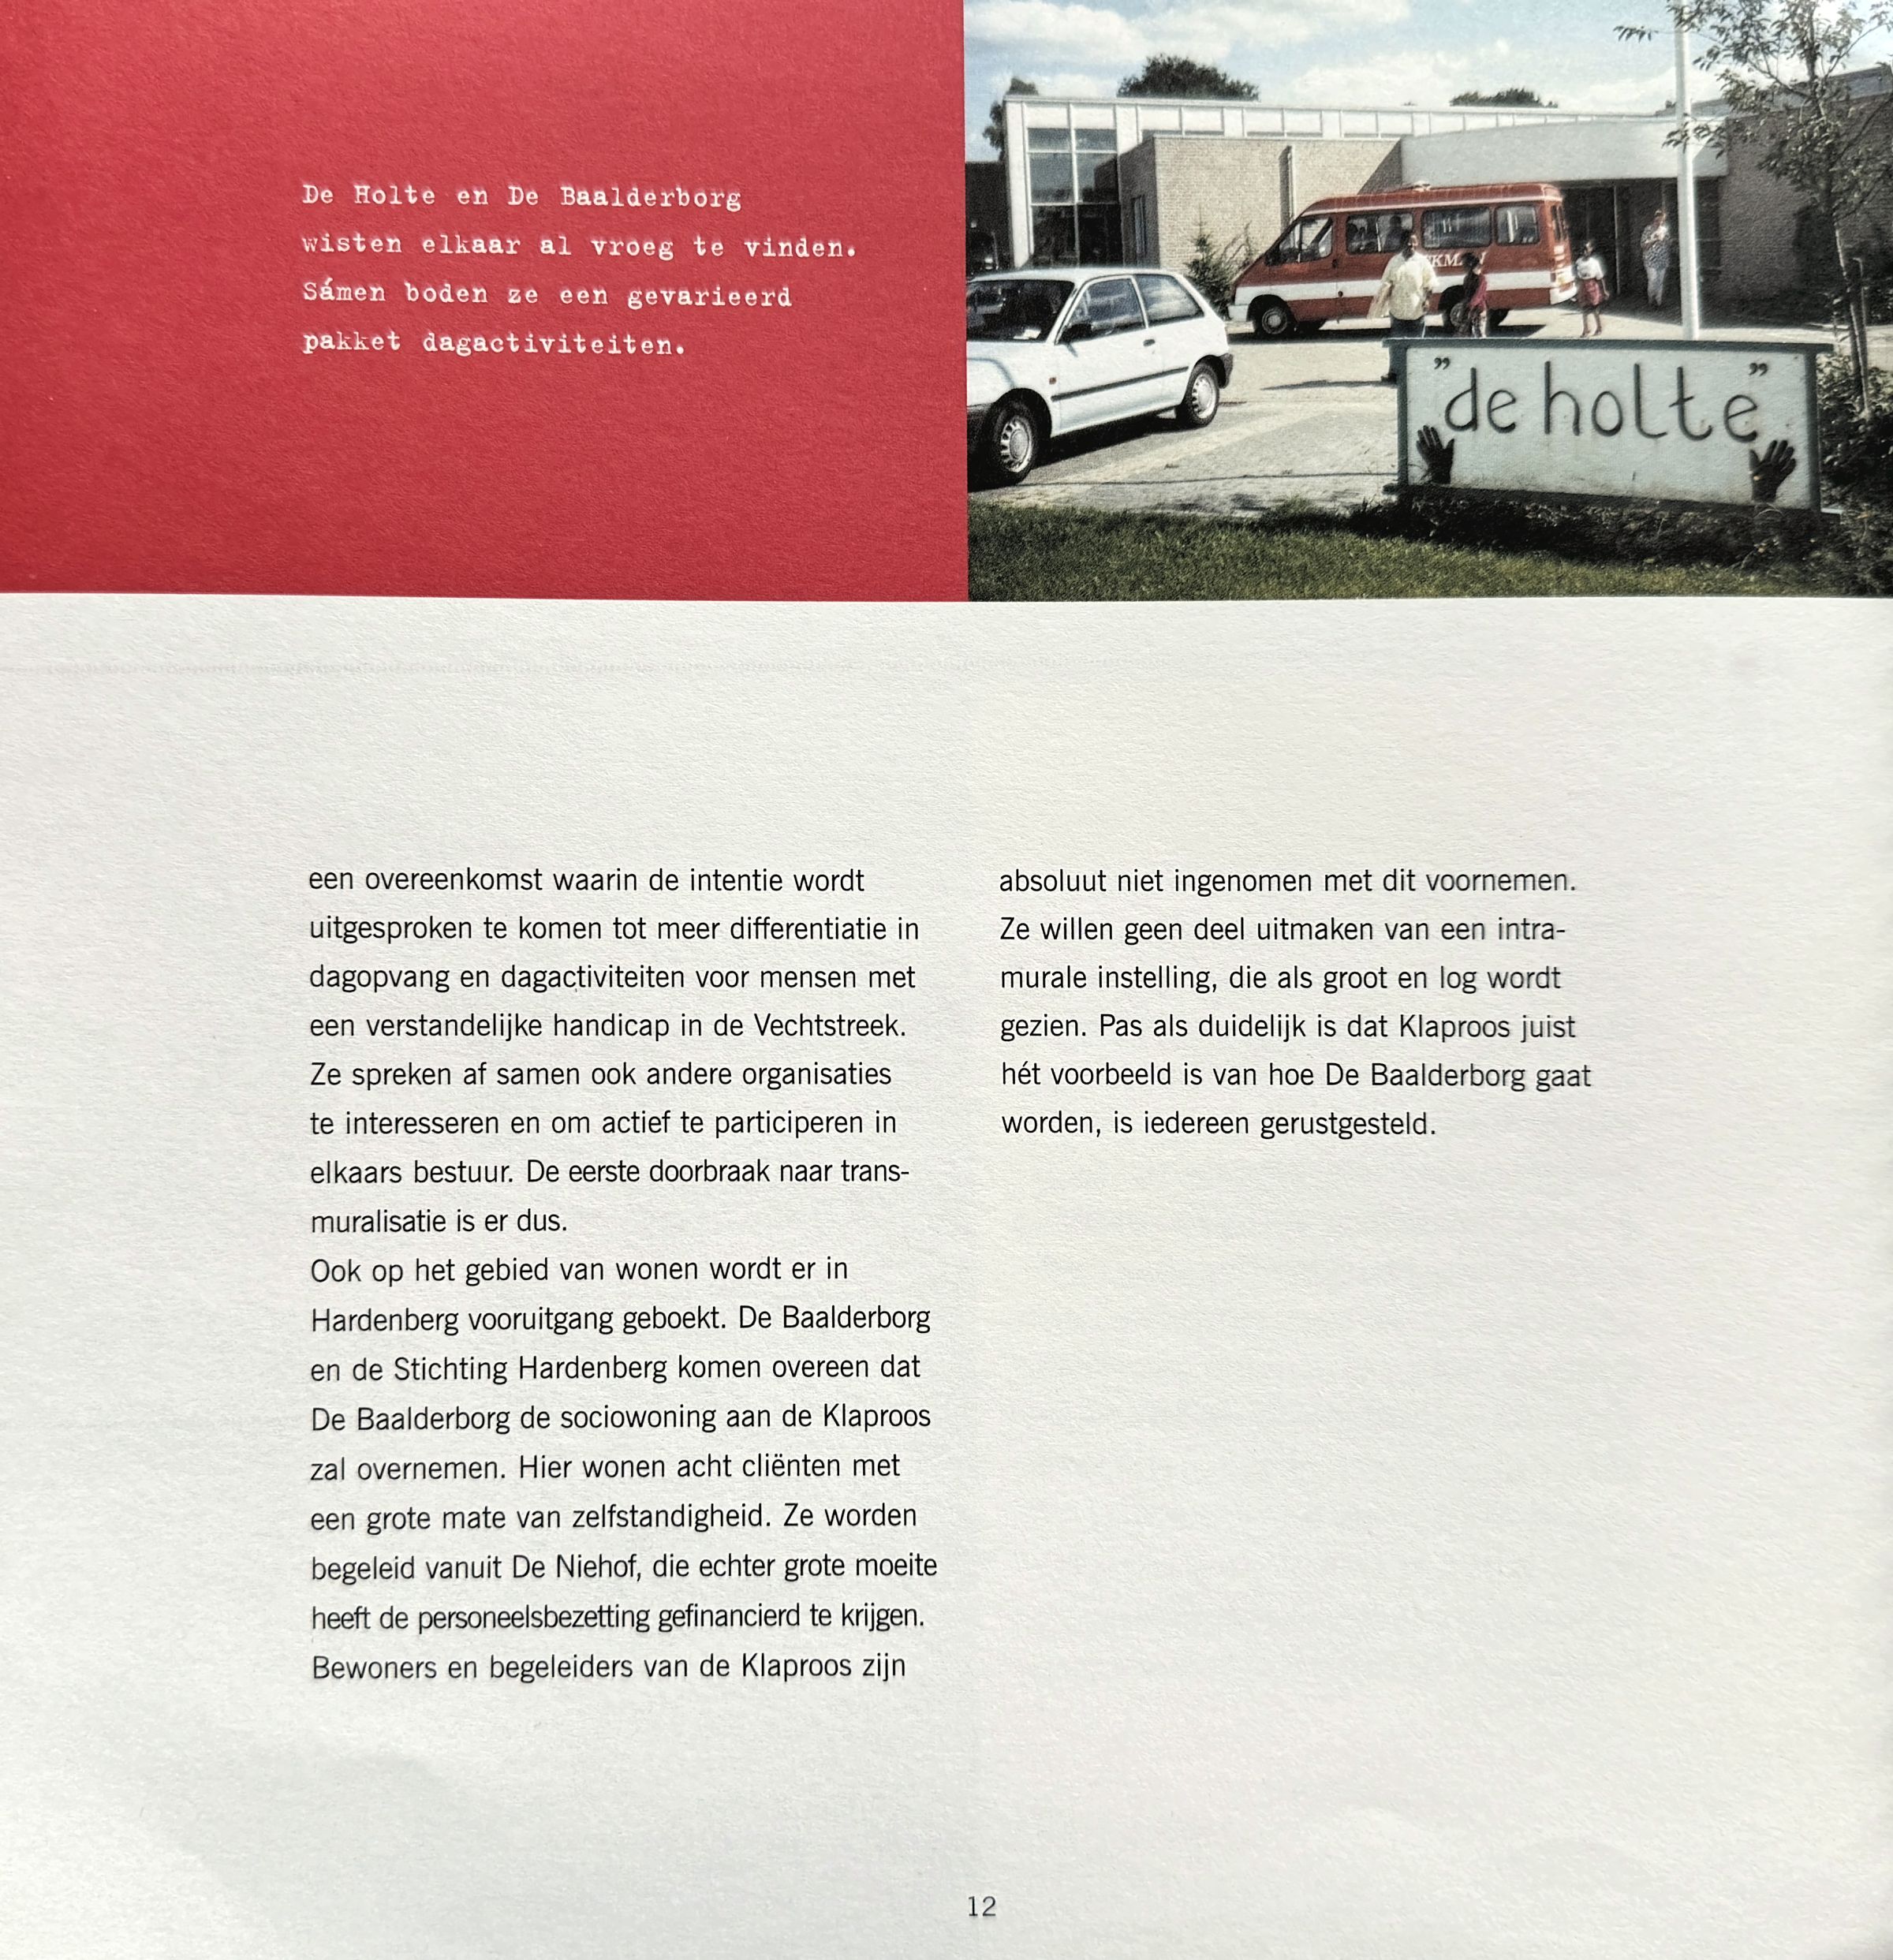 De Holte en De Baalderborg
wisten elkaar al vroeg te vinden.
Sámen boden ze een gevarieerd
pakket dagactiviteiten.
"de holte"
een overeenkomst waarin de intentie wordt
uitgesproken te komen tot meer differentiatie in
dagopvang en dagactiviteiten voor mensen met
een verstandelijke handicap in de Vechtstreek.
Ze spreken af samen ook andere organisaties
te interesseren en om actief te participeren in
elkaars bestuur. De eerste doorbraak naar trans-
muralisatie is er dus.
Ook op het gebied van wonen wordt er in
Hardenberg vooruitgang geboekt. De Baalderborg
en de Stichting Hardenberg komen overeen dat
De Baalderborg de sociowoning aan de Klaproos
zal overnemen. Hier wonen acht cliënten met
een grote mate van zelfstandigheid. Ze worden
begeleid vanuit De Niehof, die echter grote moeite
heeft de personeelsbezetting gefinancierd te krijgen.
Bewoners en begeleiders van de Klaproos zijn
absoluut niet ingenomen met dit voornemen.
Ze willen geen deel uitmaken van een intra-
murale instelling, die als groot en log wordt
gezien. Pas als duidelijk is dat Klaproos juist
hét voorbeeld is van hoe De Baalderborg gaat
worden, is iedereen gerustgesteld.
12